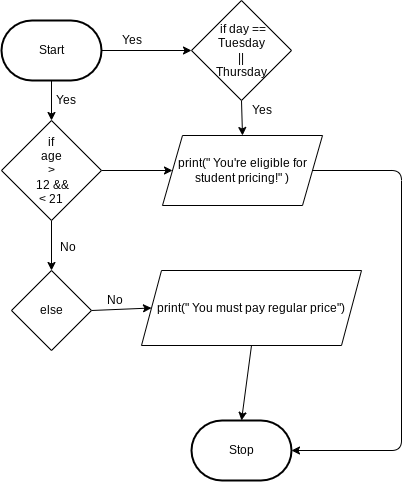 Start
Yes
if day ==
Tuesday
||
Thursday
Yes
Yes
if
age
>
12 &&
< 21
print(" You're eligible for
student pricing!" )
No
else
No
print(" You must pay regular price")
Stop